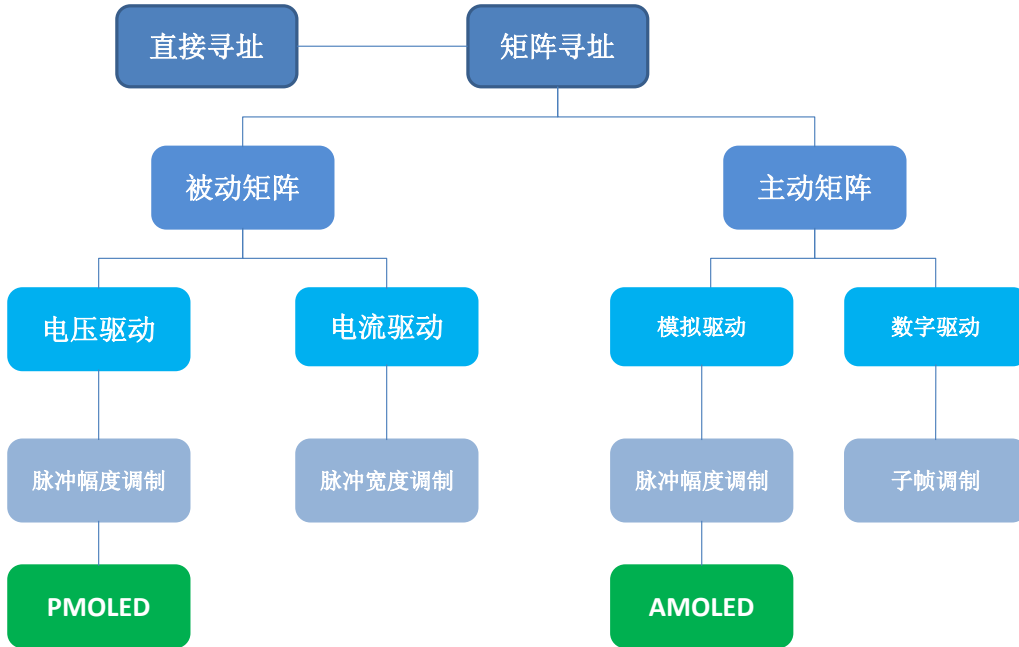 直接寻址
矩阵寻址
被动矩阵
主动矩阵
电压驱动
电流驱动
模拟驱动
数字驱动
脉冲幅度调制
脉冲宽度调制
脉冲幅度调制
子帧调制
PMOLED
AMOLED